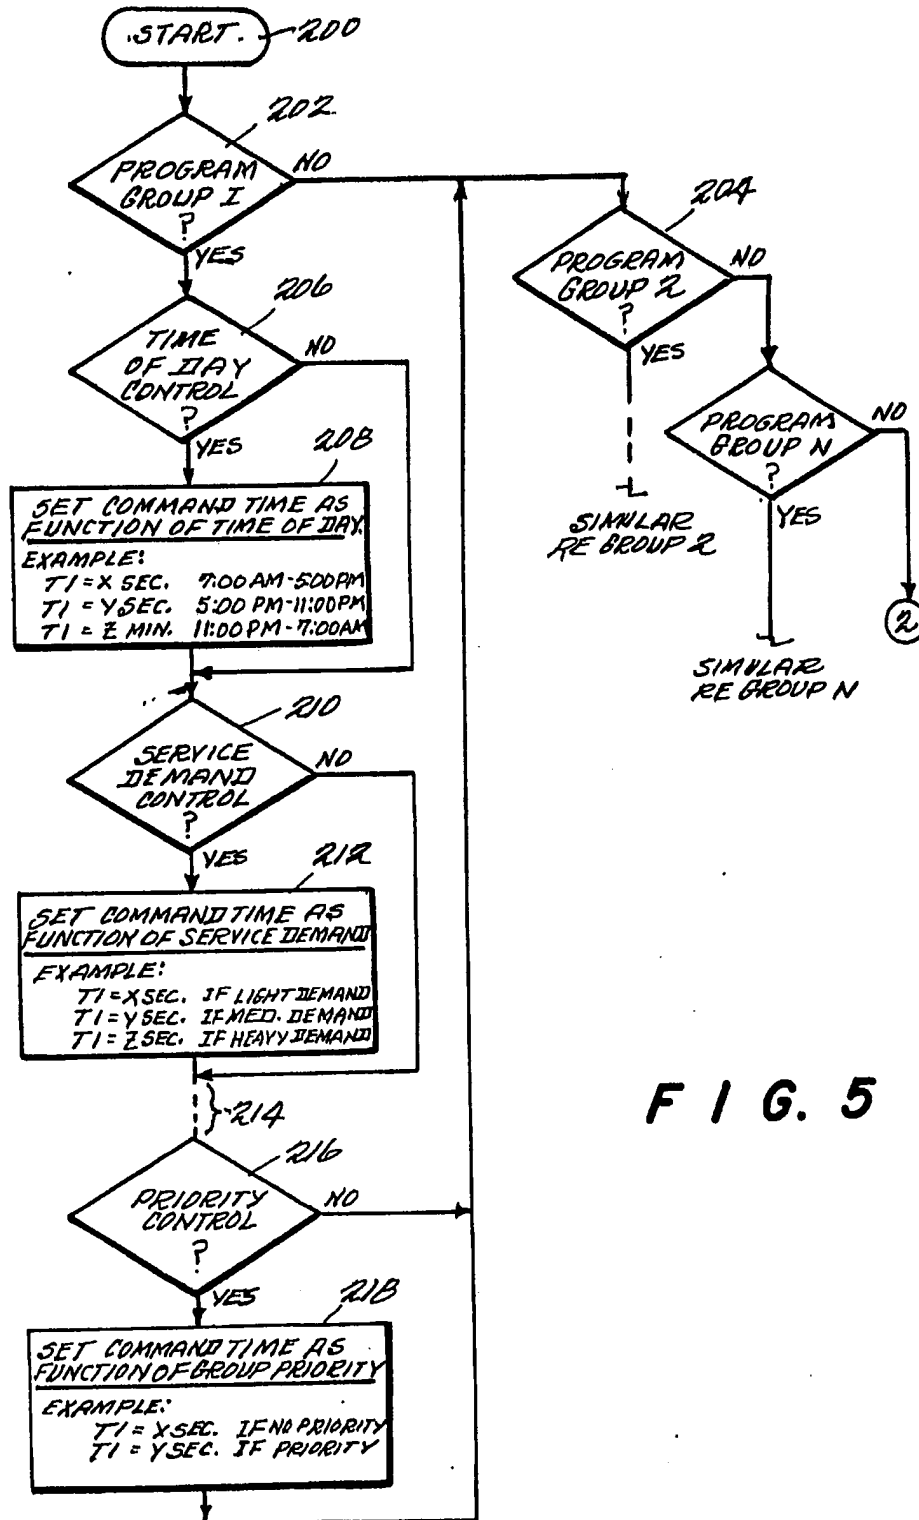 START. 200
202
PROGRAM
GROUP I
?
NO
YES
206
TIME
OF DAY
CONTROL
?
NO
YES
208
SET COMMAND TIME AS
FUNCTION OF TIME OF DAY.
EXAMPLE:
T1 = X SEC. 7:00 AM - 5:00 PM
T1 = Y SEC. 5:00 PM - 11:00 PM
T1 = Z MIN. 11:00 PM - 7:00 AM
210
SERVICE
DEMAND
CONTROL
?
NO
YES
212
SET COMMAND TIME AS
FUNCTION OF SERVICE DEMAND
EXAMPLE:
T1 = X SEC. IF LIGHT DEMAND
T1 = Y SEC. IF MED. DEMAND
T1 = Z SEC. IF HEAVY DEMAND
214
216
PRIORITY
CONTROL
?
NO
YES
218
SET COMMAND TIME AS
FUNCTION OF GROUP PRIORITY
EXAMPLE:
T1 = X SEC. IF NO PRIORITY
T1 = Y SEC. IF PRIORITY
204
PROGRAM
GROUP 2
?
NO
YES
SIMULAR
RE GROUP 2
PROGRAM
GROUP N
?
NO
YES
SIMULAR
RE GROUP N
2
FIG. 5